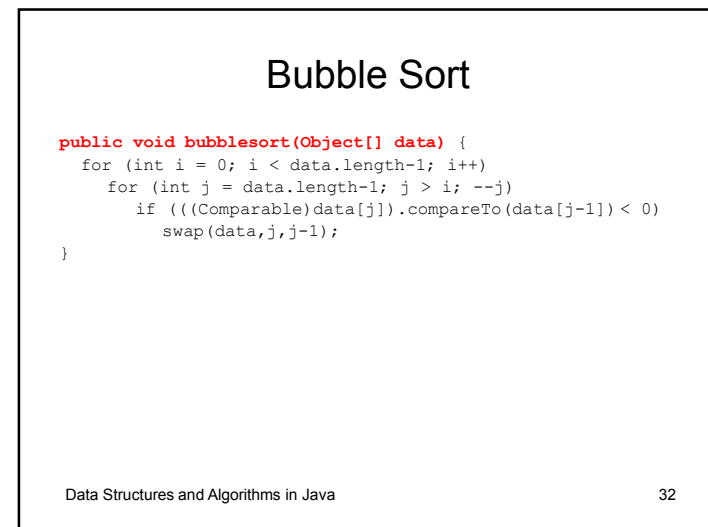 Bubble Sort
public void bubblesort(Object[] data) {
for (int i = 0; i < data.length-1; i++)
for (int j = data.length-1; j > i; --j)
if (((Comparable)data[j]).compareTo(data[j-1]) < 0)
swap(data,j,j-1);
}
Data Structures and Algorithms in Java 32